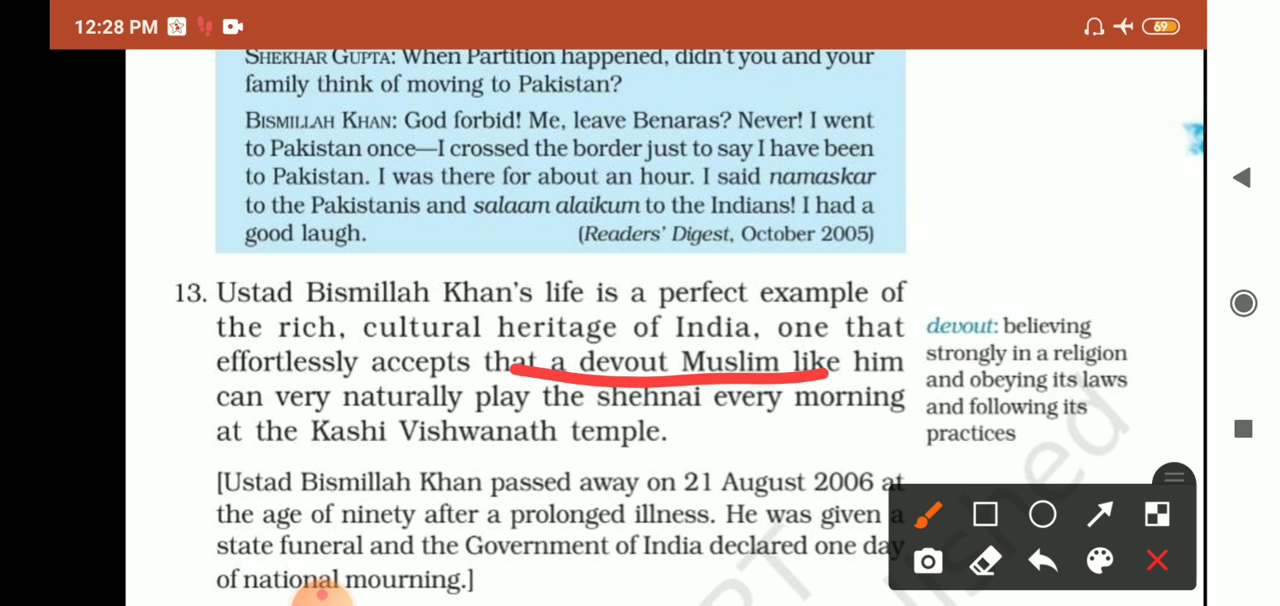 12:28 PM
69
SHEKHAR GUPTA: When Partition happened, didn't you and your
family think of moving to Pakistan?
BISMILLAH KHAN: God forbid! Me, leave Benaras? Never! I went
to Pakistan once—I crossed the border just to say I have been
to Pakistan. I was there for about an hour. I said namaskar
to the Pakistanis and salaam alaikum to the Indians! I had a
good laugh. (Readers' Digest, October 2005)
13. Ustad Bismillah Khan's life is a perfect example of
the rich, cultural heritage of India, one that
effortlessly accepts that a devout Muslim like him
can very naturally play the shehnai every morning
at the Kashi Vishwanath temple.
devout: believing
strongly in a religion
and obeying its laws
and following its
practices
[Ustad Bismillah Khan passed away on 21 August 2006 at
the age of ninety after a prolonged illness. He was given a
state funeral and the Government of India declared one day
of national mourning.]